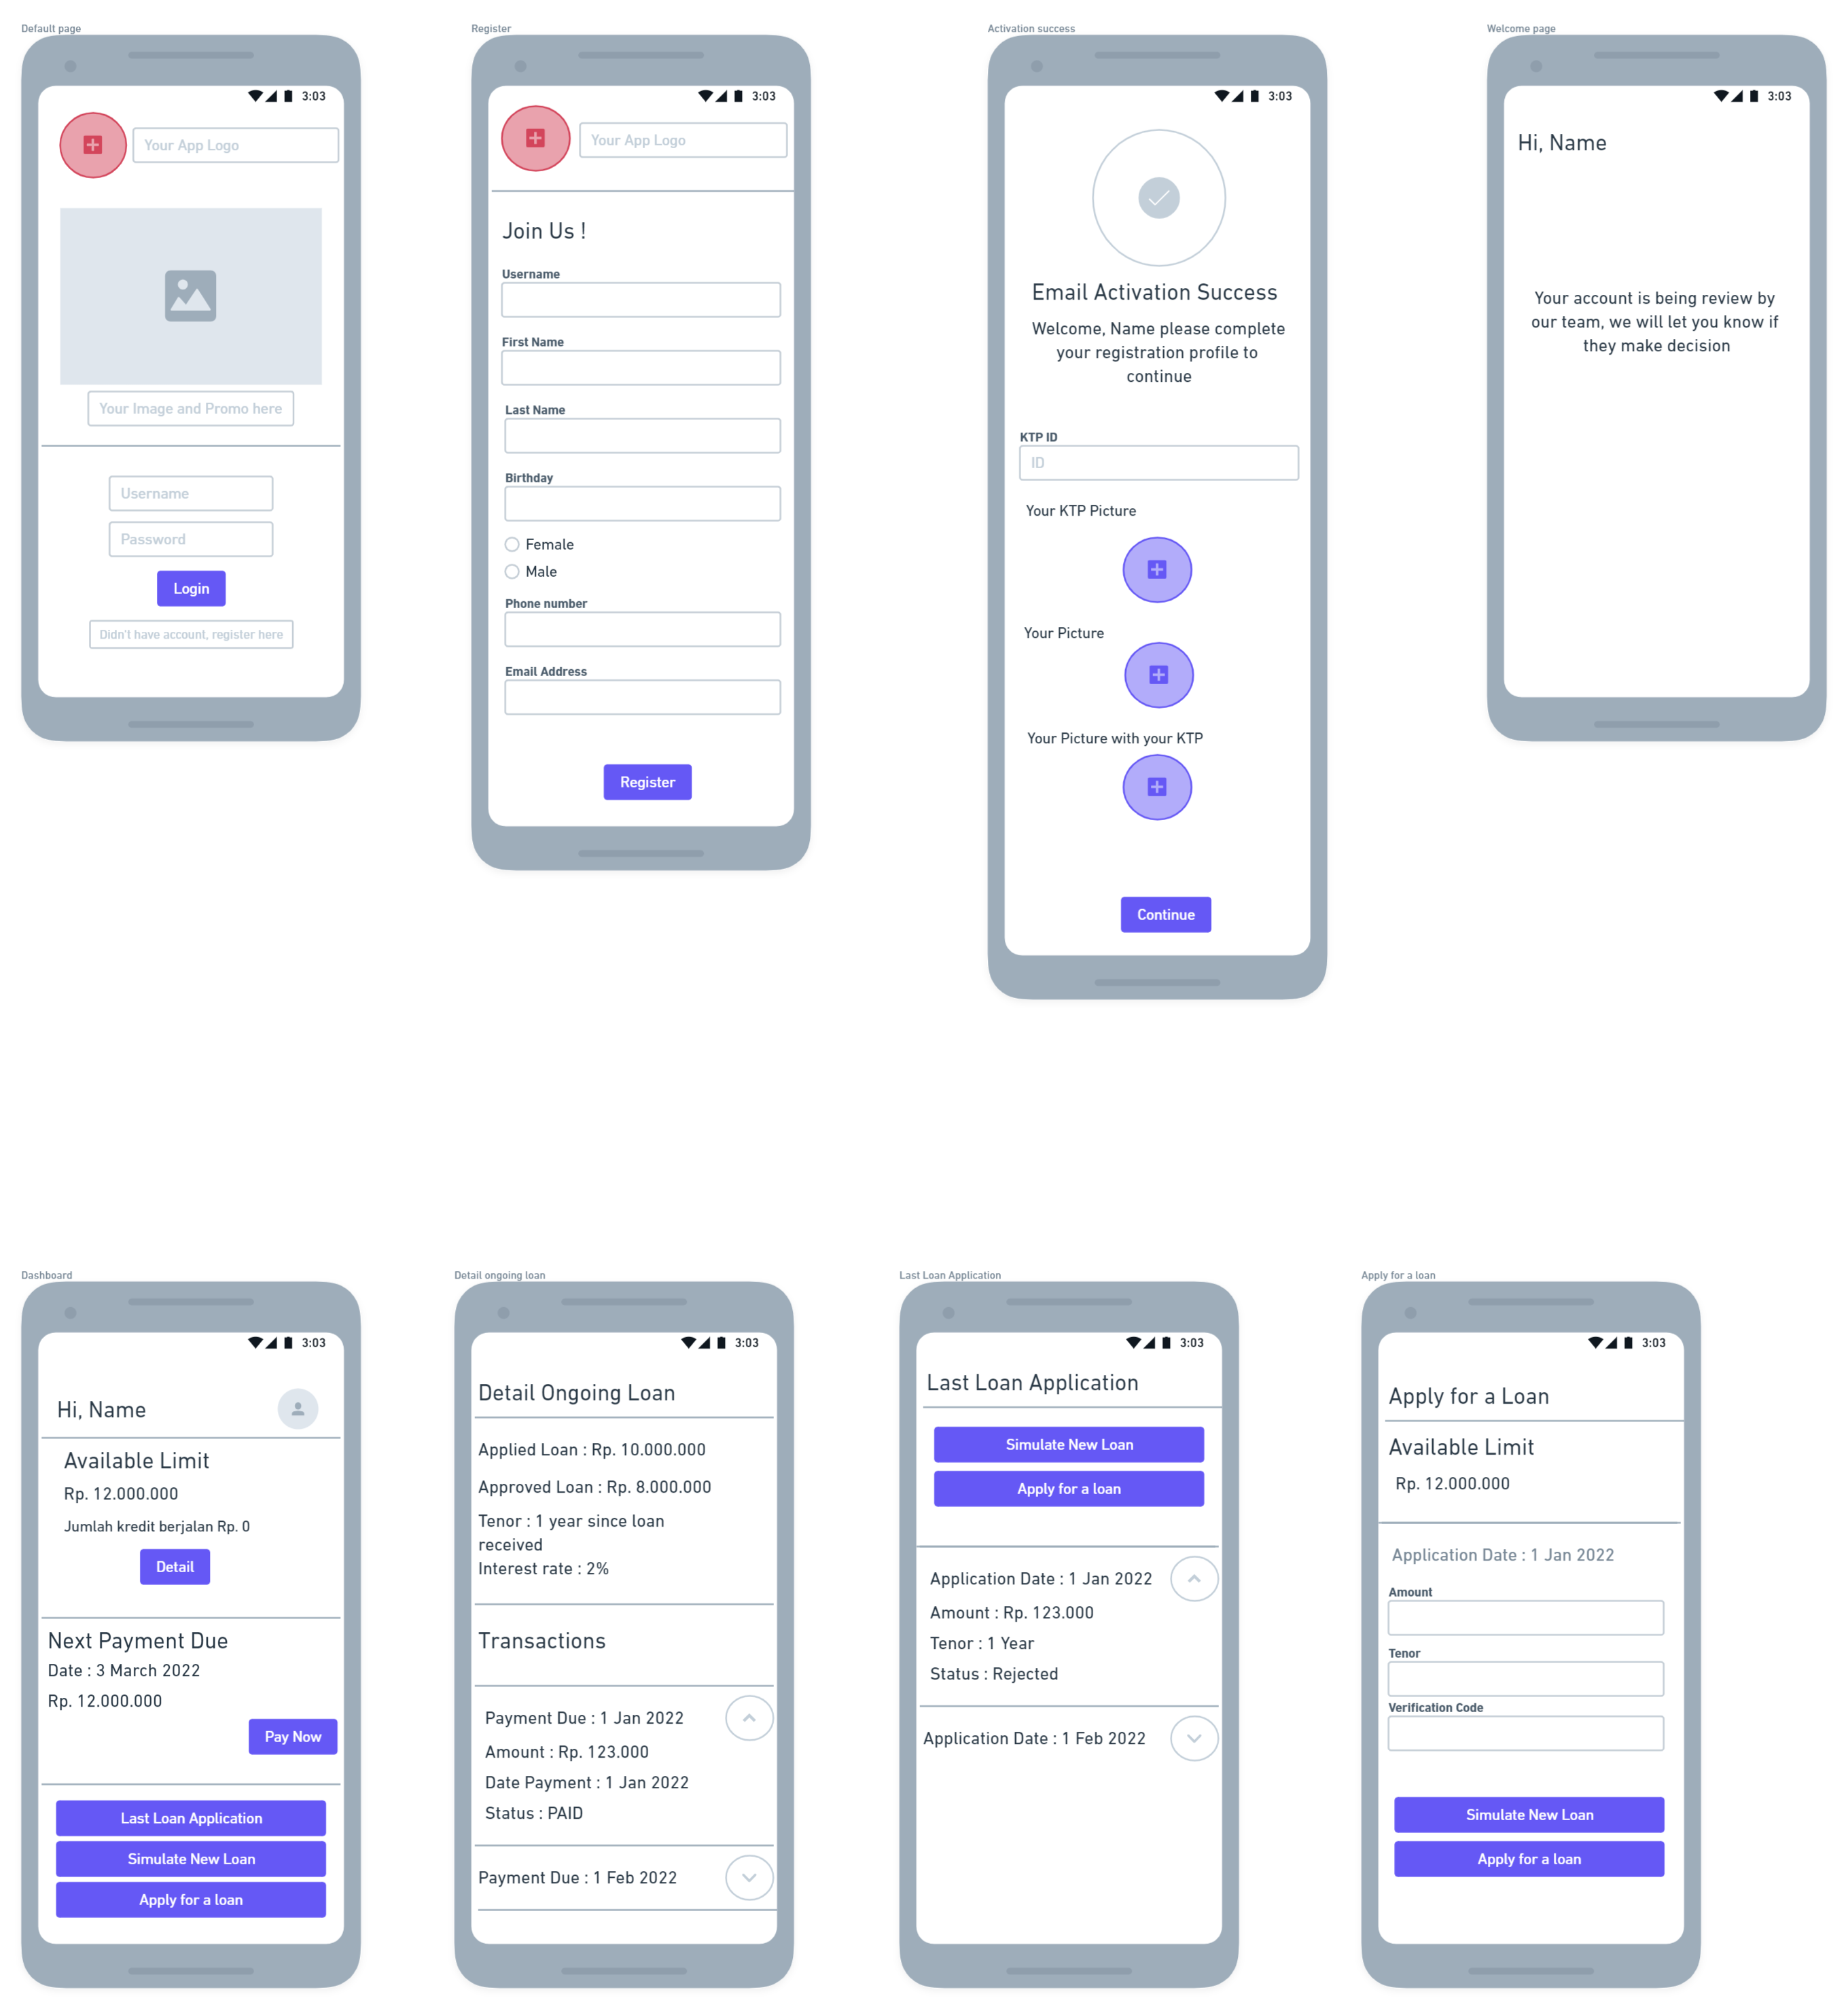 Default page
3:03
Your App Logo
Your Image and Promo here
Username
Password
Login
Didn't have account, register here
Register
3:03
Your App Logo
Join Us !
Username
First Name
Last Name
Birthday
Female
Male
Phone number
Email Address
Register
Activation success
3:03
Email Activation Success
Welcome, Name please complete
your registration profile to
continue
KTP ID
ID
Your KTP Picture
Your Picture
Your Picture with your KTP
Continue
Welcome page
3:03
Hi, Name
Your account is being review by
our team, we will let you know if
they make decision
Dashboard
3:03
Hi, Name
Available Limit
Rp. 12.000.000
Jumlah kredit berjalan Rp. 0
Detail
Next Payment Due
Date : 3 March 2022
Rp. 12.000.000
Pay Now
Last Loan Application
Simulate New Loan
Apply for a loan
Detail ongoing loan
3:03
Detail Ongoing Loan
Applied Loan : Rp. 10.000.000
Approved Loan : Rp. 8.000.000
Tenor : 1 year since loan
received
Interest rate : 2%
Transactions
Payment Due : 1 Jan 2022
Amount : Rp. 123.000
Date Payment : 1 Jan 2022
Status : PAID
Payment Due : 1 Feb 2022
Last Loan Application
3:03
Last Loan Application
Simulate New Loan
Apply for a loan
Application Date : 1 Jan 2022
Amount : Rp. 123.000
Tenor : 1 Year
Status : Rejected
Application Date : 1 Feb 2022
Apply for a loan
3:03
Apply for a Loan
Available Limit
Rp. 12.000.000
Application Date : 1 Jan 2022
Amount
Tenor
Verification Code
Simulate New Loan
Apply for a loan